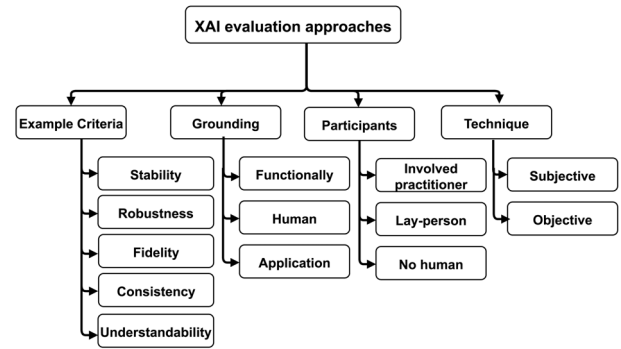 XAI evaluation approaches
Example Criteria
Grounding
Participants
Technique
Stability
Robustness
Fidelity
Consistency
Understandability
Functionally
Human
Application
Involved
practitioner
Lay-person
No human
Subjective
Objective